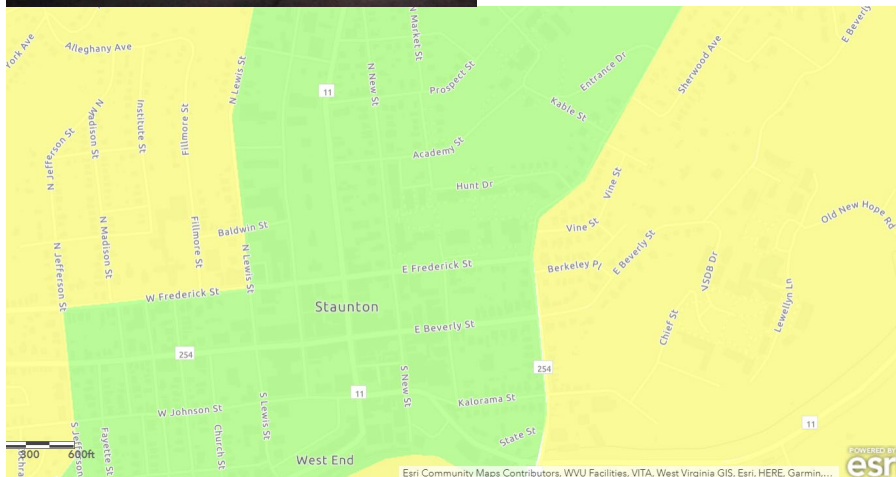 York Ave
Alleghany Ave
N Lewis St
N Market St
11
N New St
Prospect St
Entrance Dr
Kable St
Sherwood Ave
E Beverly
N Madison St
Institute St
Fillmore St
N Jefferson St
Academy St
Hunt Dr
Vine St
Old New Hope Rd
N Jefferson St
N Madison St
Fillmore St
Baldwin St
N Lewis St
Vine St
E Beverly St
Berkeley Pl
VSDB Dr
Lewellyn Ln
E Frederick St
W Frederick St
Staunton
E Beverly St
Chief St
254
254
11
S New St
Kalorama St
W Johnson St
S Lewis St
Church St
Fayette St
S Jefferson
State St
11
West End
300
600ft
Esri Community Maps Contributors, WVU Facilities, VITA, West Virginia GIS, Esri, HERE, Garmin,...
POWERED BY
esri